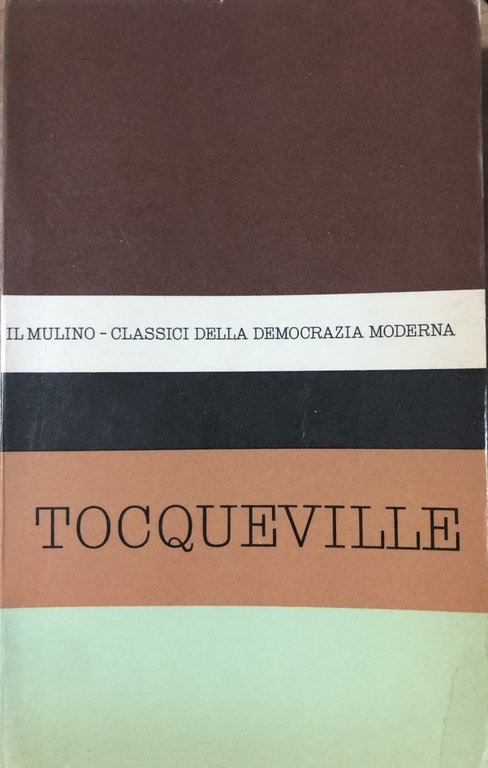 IL MULINO - CLASSICI DELLA DEMOCRAZIA MODERNA
TOCQUEVILLE